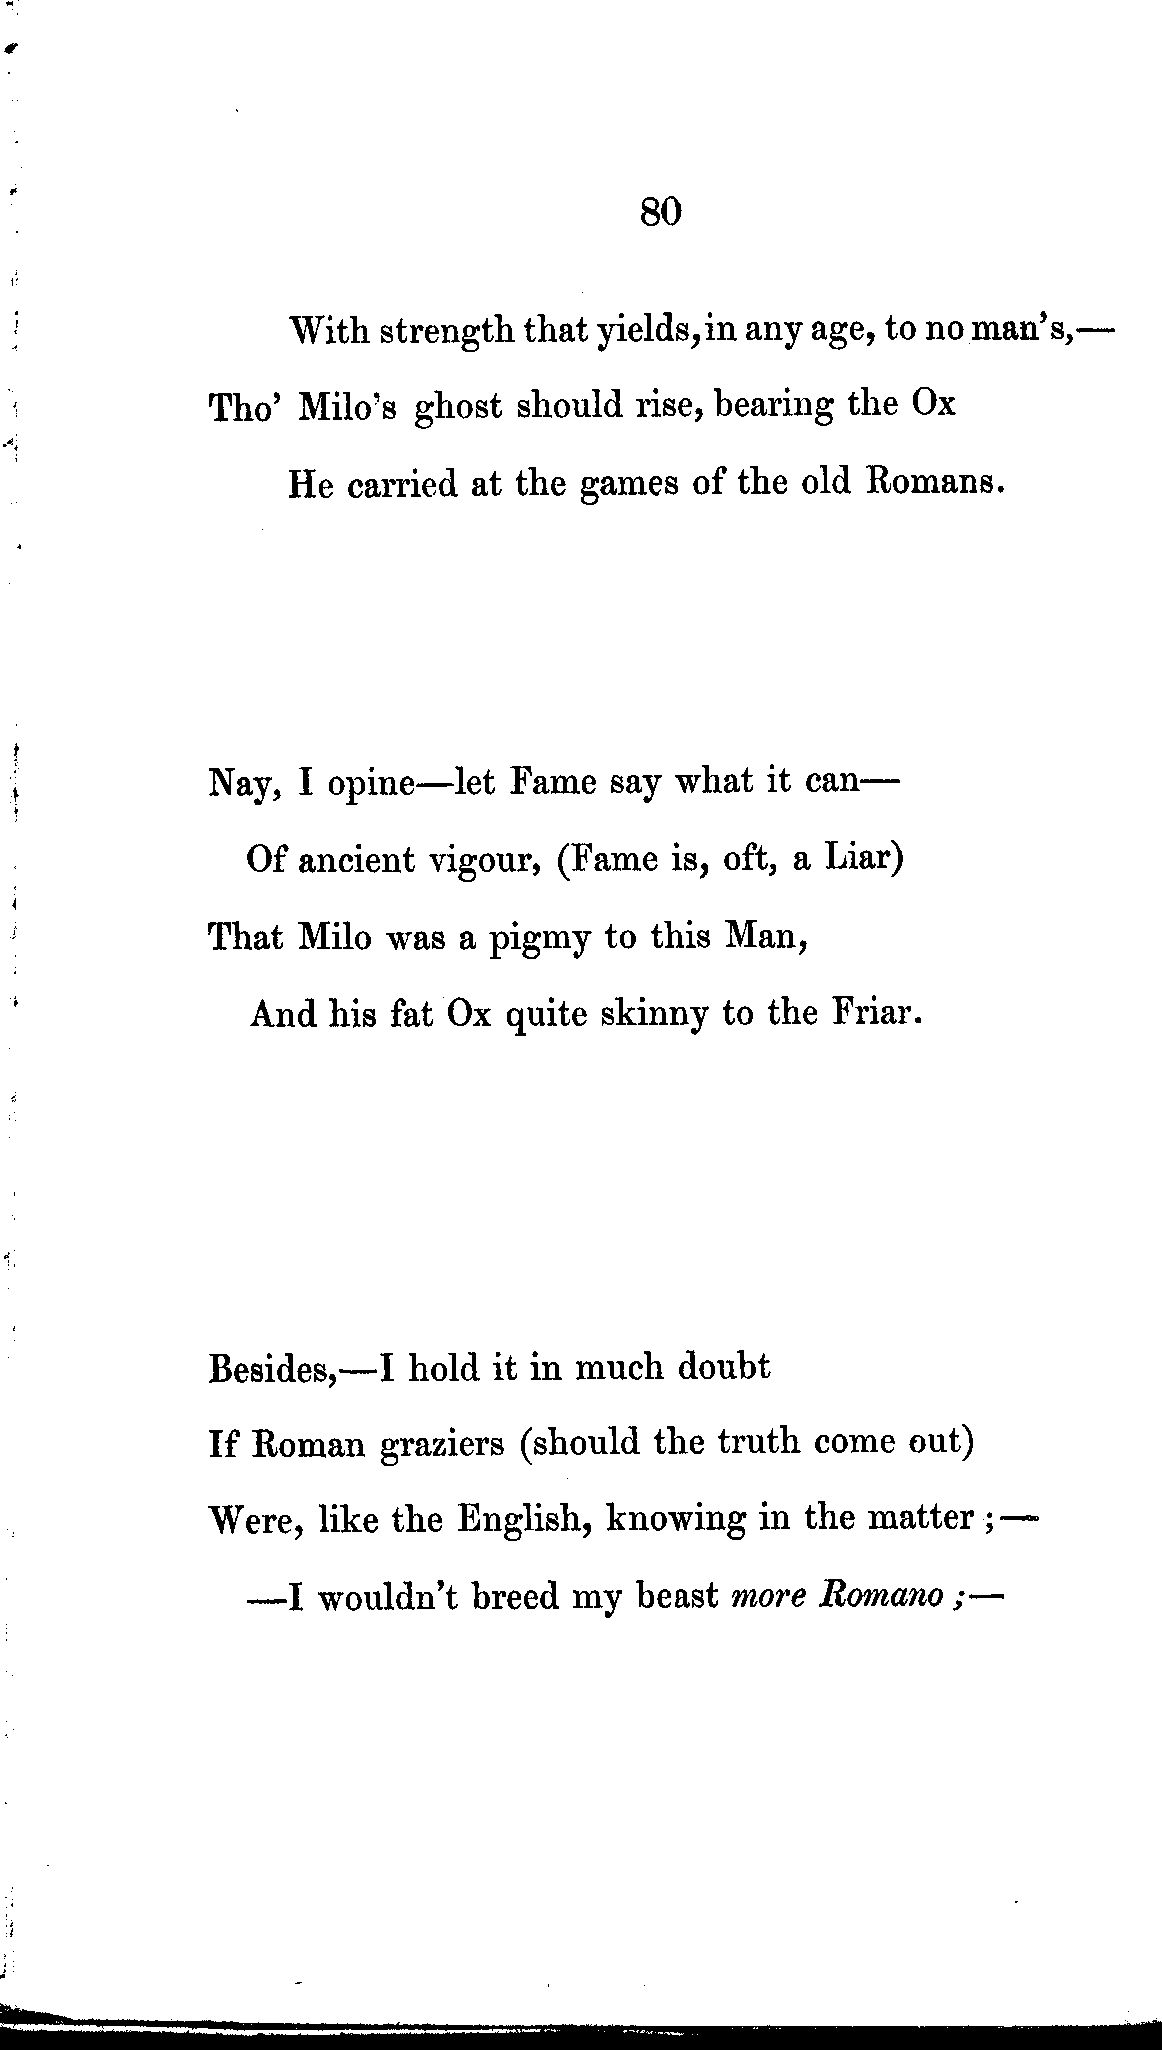 80
With strength that yields, in any age, to no man's,—
Tho' Milo's ghost should rise, bearing the Ox
He carried at the games of the old Romans.
Nay, I opine—let Fame say what it can—
Of ancient vigour, (Fame is, oft, a Liar)
That Milo was a pigmy to this Man,
And his fat Ox quite skinny to the Friar.
Besides,—I hold it in much doubt
If Roman graziers (should the truth come out)
Were, like the English, knowing in the matter ;—
—I wouldn't breed my beast more Romano ;—